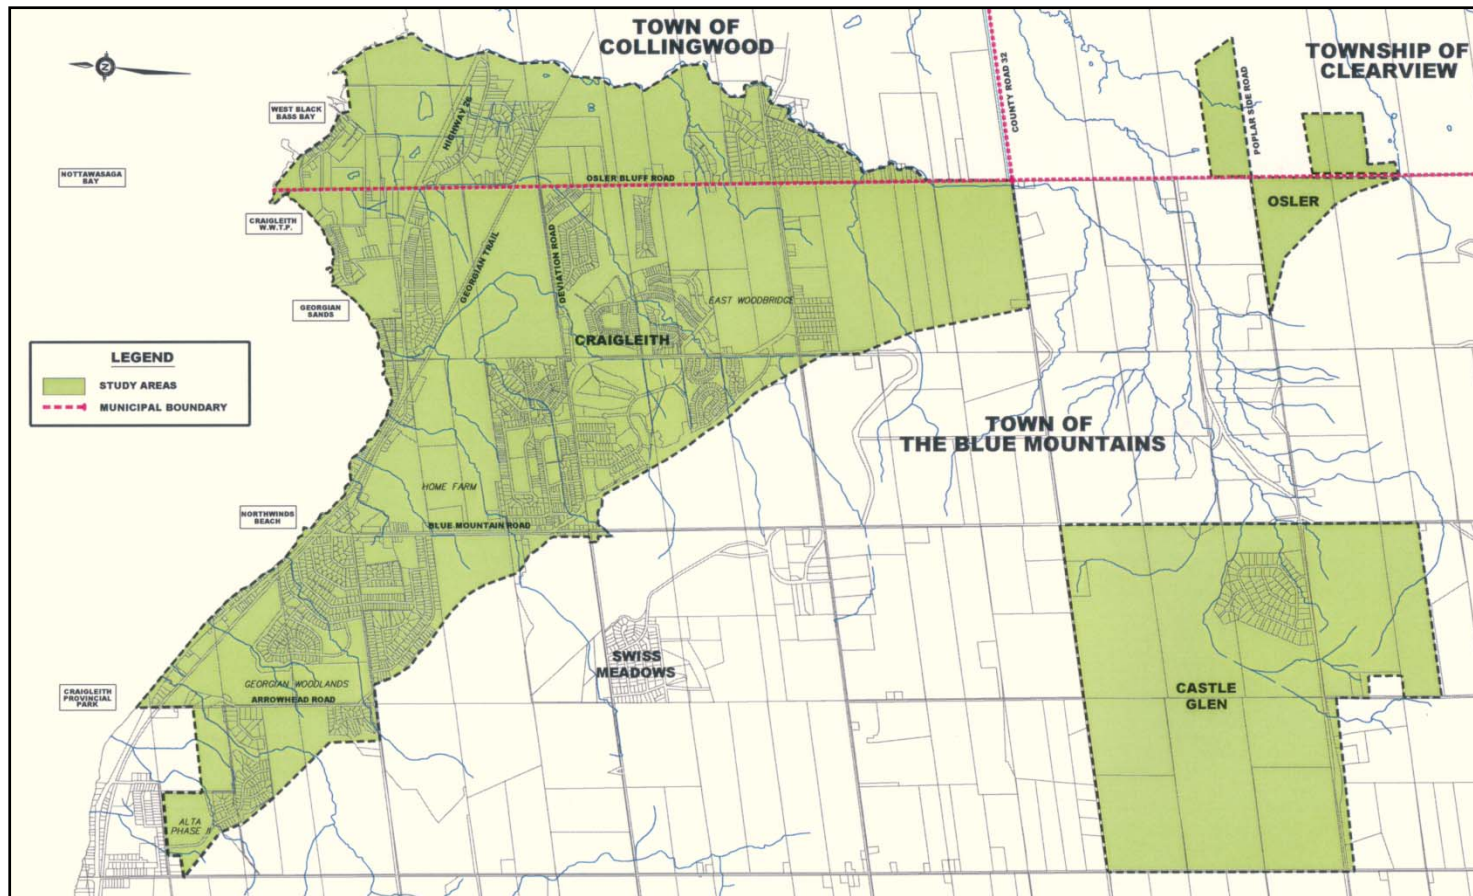 TOWN OF
COLLINGWOOD
TOWNSHIP OF
CLEARVIEW
N
COUNTY ROAD 32
POPLAR SIDE ROAD
HIGHWAY 26
WEST BLACK
BASS BAY
NOTTAWASAGA
BAY
OSLER BLUFF ROAD
OSLER
CRAIGLEITH
W.W.T.P.
GEORGIAN TRAIL
DEVIATION ROAD
GEORGIAN
SANDS
EAST WOODBRIDGE
CRAIGLEITH
LEGEND
STUDY AREAS
MUNICIPAL BOUNDARY
TOWN OF
THE BLUE MOUNTAINS
HOME FARM
NORTHWINDS
BEACH
BLUE MOUNTAIN ROAD
SWISS
MEADOWS
GEORGIAN WOODLANDS
ARROWHEAD ROAD
CRAIGLEITH
PROVINCIAL
PARK
CASTLE
GLEN
ALTA
PHASE II